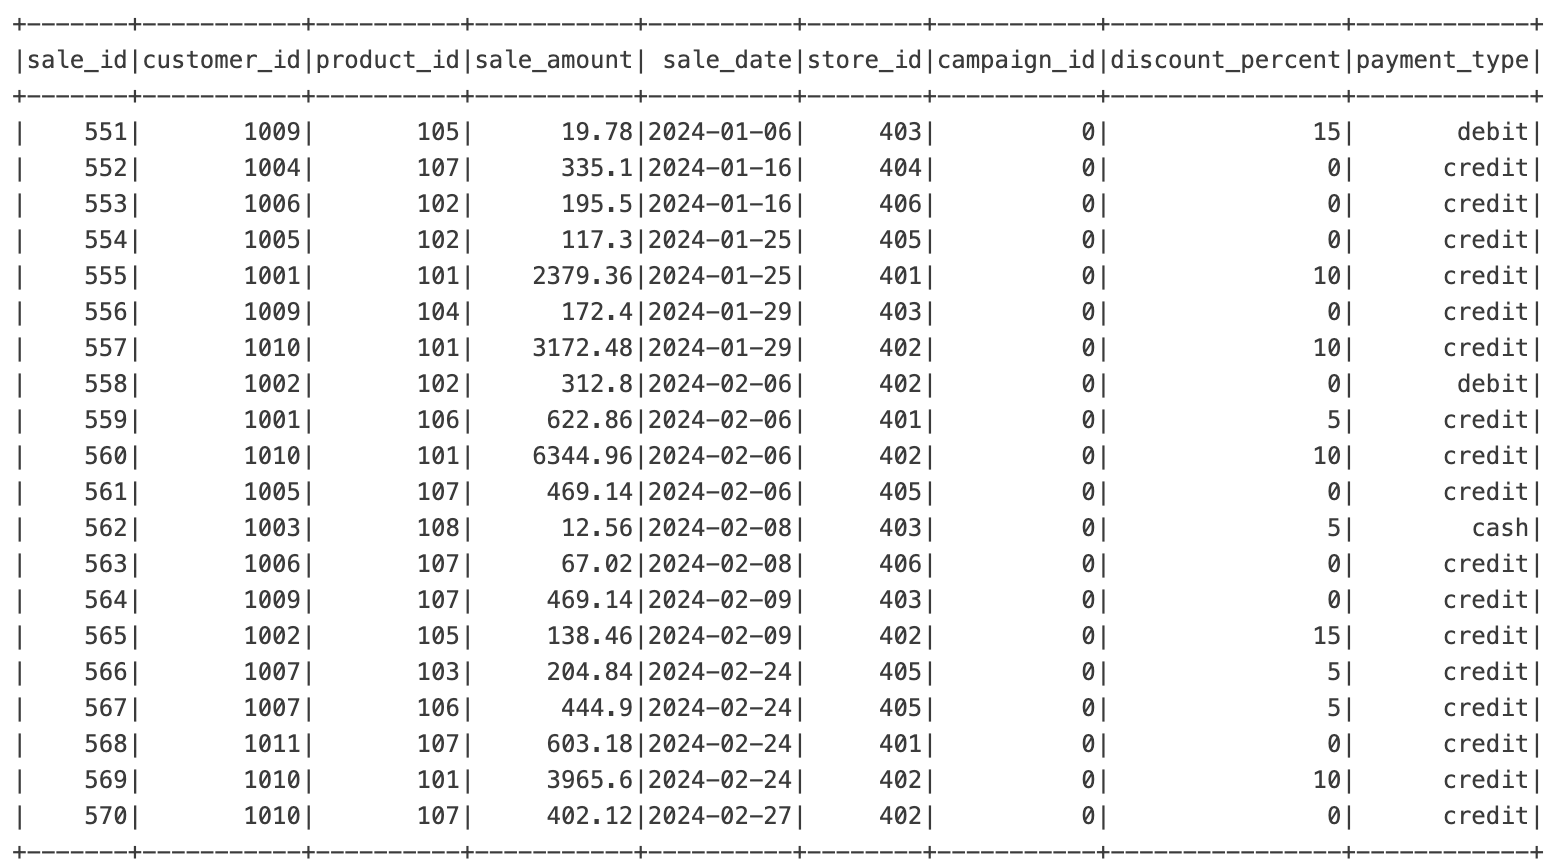 +-------+-----------+----------+-----------+----------+--------+-----------+----------------+------------+
|sale_id|customer_id|product_id|sale_amount| sale_date|store_id|campaign_id|discount_percent|payment_type|
+-------+-----------+----------+-----------+----------+--------+-----------+----------------+------------+
|    551|       1009|       105|      19.78|2024-01-06|     403|          0|              15|       debit|
|    552|       1004|       107|      335.1|2024-01-16|     404|          0|               0|      credit|
|    553|       1006|       102|      195.5|2024-01-16|     406|          0|               0|      credit|
|    554|       1005|       102|      117.3|2024-01-25|     405|          0|               0|      credit|
|    555|       1001|       101|    2379.36|2024-01-25|     401|          0|              10|      credit|
|    556|       1009|       104|      172.4|2024-01-29|     403|          0|               0|      credit|
|    557|       1010|       101|    3172.48|2024-01-29|     402|          0|              10|      credit|
|    558|       1002|       102|      312.8|2024-02-06|     402|          0|               0|       debit|
|    559|       1001|       106|     622.86|2024-02-06|     401|          0|               5|      credit|
|    560|       1010|       101|    6344.96|2024-02-06|     402|          0|              10|      credit|
|    561|       1005|       107|     469.14|2024-02-06|     405|          0|               0|      credit|
|    562|       1003|       108|      12.56|2024-02-08|     403|          0|               5|        cash|
|    563|       1006|       107|      67.02|2024-02-08|     406|          0|               0|      credit|
|    564|       1009|       107|     469.14|2024-02-09|     403|          0|               0|      credit|
|    565|       1002|       105|     138.46|2024-02-09|     402|          0|              15|      credit|
|    566|       1007|       103|     204.84|2024-02-24|     405|          0|               5|      credit|
|    567|       1007|       106|      444.9|2024-02-24|     405|          0|               5|      credit|
|    568|       1011|       107|     603.18|2024-02-24|     401|          0|               0|      credit|
|    569|       1010|       101|     3965.6|2024-02-24|     402|          0|              10|      credit|
|    570|       1010|       107|     402.12|2024-02-27|     402|          0|               0|      credit|
+-------+-----------+----------+-----------+----------+--------+-----------+----------------+------------+